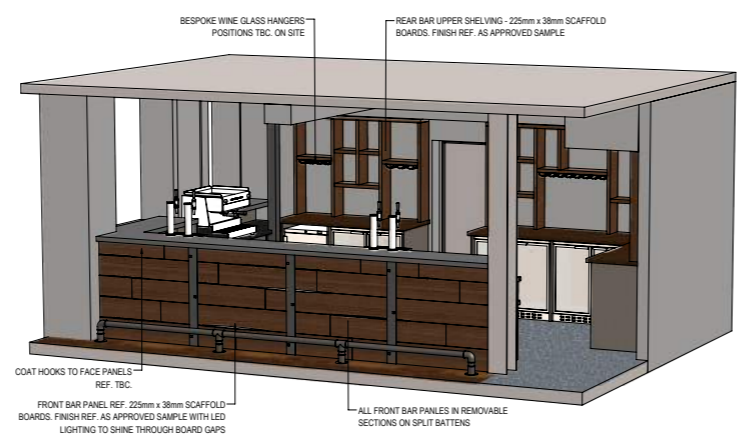 BESPOKE WINE GLASS HANGERS
POSITIONS TBC. ON SITE
REAR BAR UPPER SHELVING - 225mm x 38mm SCAFFOLD
BOARDS. FINISH REF. AS APPROVED SAMPLE
COAT HOOKS TO FACE PANELS
REF. TBC.
FRONT BAR PANEL REF. 225mm x 38mm SCAFFOLD
BOARDS. FINISH REF. AS APPROVED SAMPLE WITH LED
LIGHTING TO SHINE THROUGH BOARD GAPS
ALL FRONT BAR PANLES IN REMOVABLE
SECTIONS ON SPLIT BATTENS